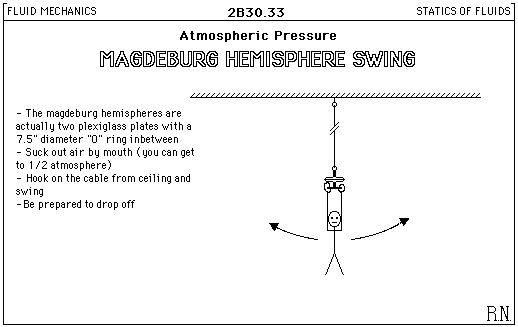 FLUID MECHANICS
2B30.33
STATICS OF FLUIDS
Atmospheric Pressure
MAGDEBURG HEMISPHERE SWING
- The magdeburg hemispheres are
actually two plexiglass plates with a
7.5" diameter "O" ring inbetween
- Suck out air by mouth (you can get
to 1/2 atmosphere)
- Hook on the cable from ceiling and
swing
- Be prepared to drop off
R.N.